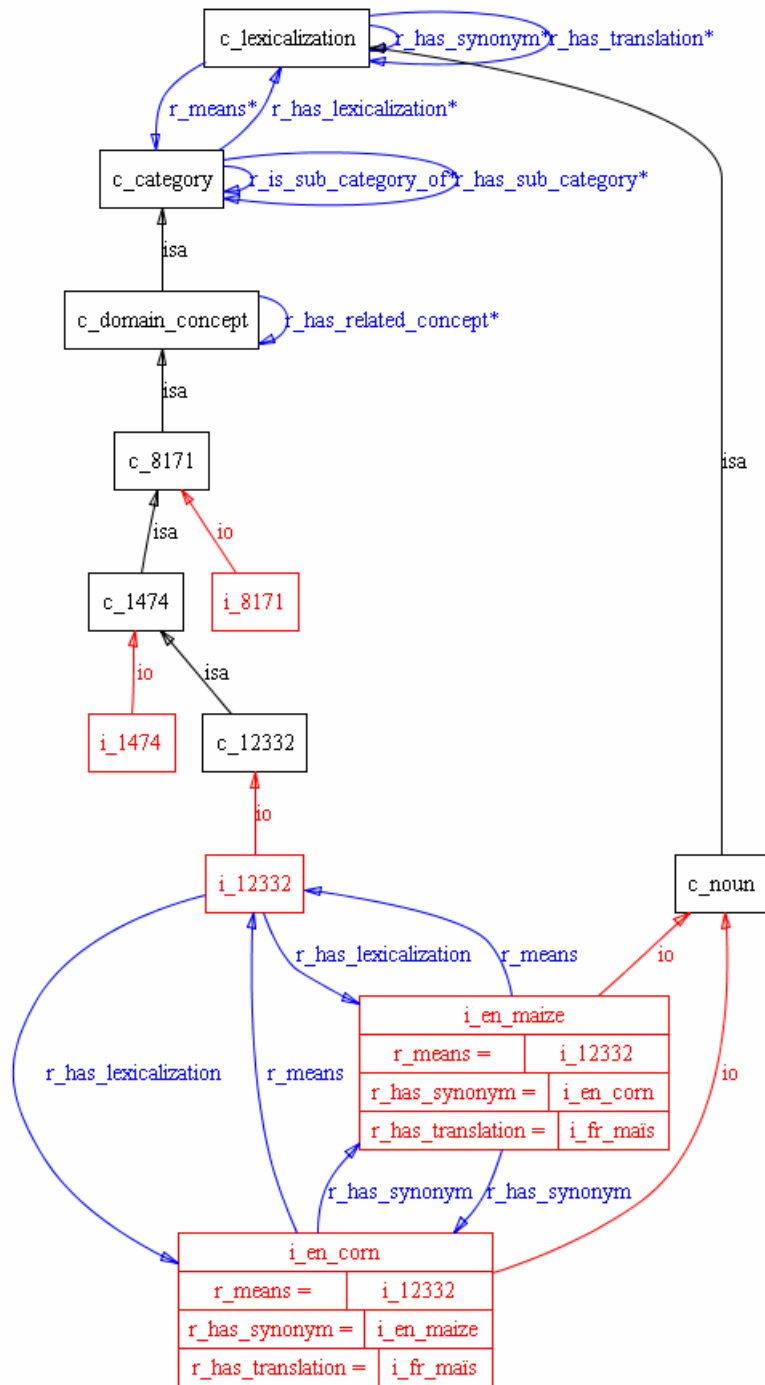 c_lexicalization
r_has_synonym*
r_has_translation*
r_means*
r_has_lexicalization*
c_category
r_is_sub_category_of*
r_has_sub_category*
isa
c_domain_concept
r_has_related_concept*
isa
c_8171
isa
isa
io
c_1474
i_8171
io
isa
i_1474
c_12332
io
i_12332
c_noun
r_has_lexicalization
r_means
io
i_en_maize
r_means = i_12332
r_has_synonym = i_en_corn
r_has_translation = i_fr_maïs
r_has_lexicalization
r_means
io
r_has_synonym
r_has_synonym
i_en_corn
r_means = i_12332
r_has_synonym = i_en_maize
r_has_translation = i_fr_maïs